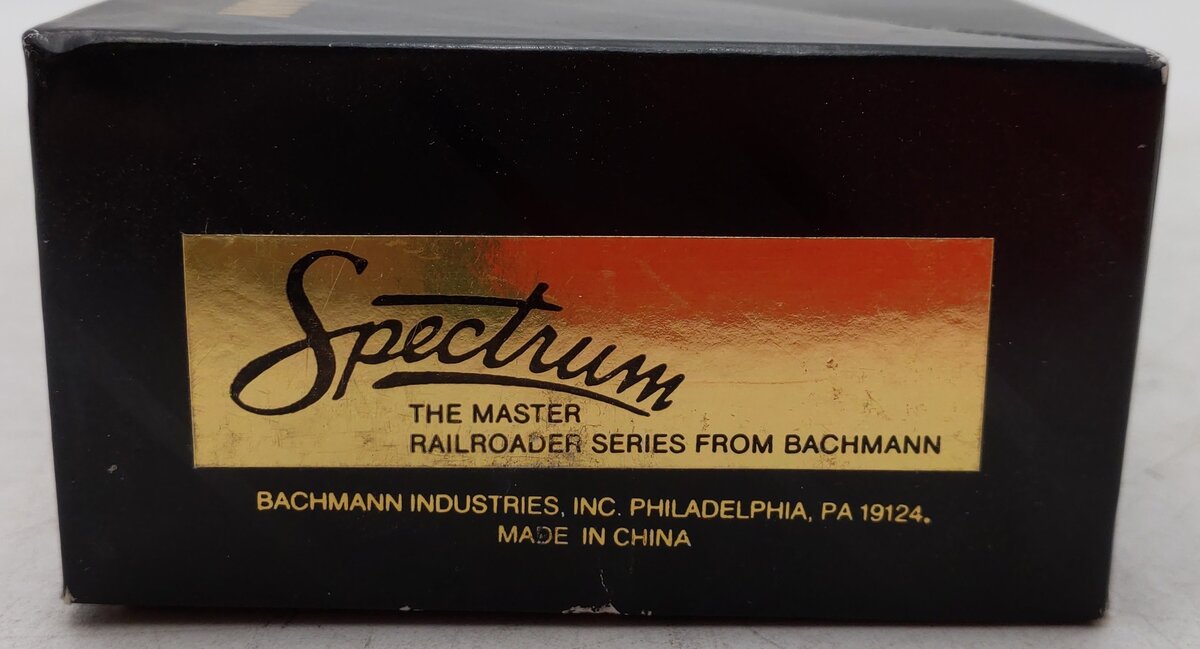 Spectrum
THE MASTER
RAILROADER SERIES FROM BACHMANN
BACHMANN INDUSTRIES, INC. PHILADELPHIA, PA 19124.
MADE IN CHINA